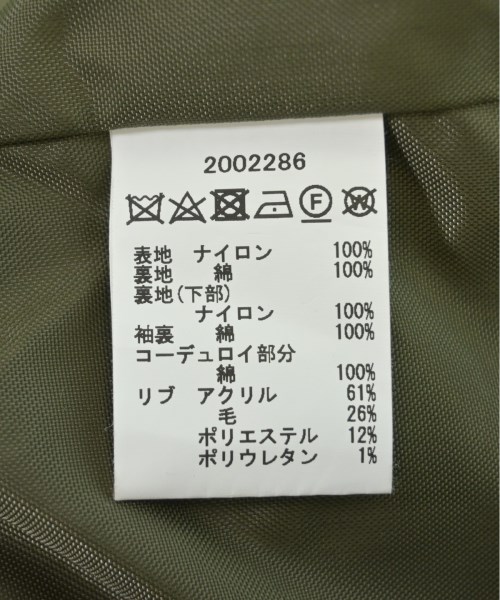 2002286
F W
表地 ナイロン 100%
裏地 綿 100%
裏地(下部)
ナイロン 100%
袖裏 綿 100%
コーデュロイ部分
綿 100%
リブ アクリル 61%
毛 26%
ポリエステル 12%
ポリウレタン 1%